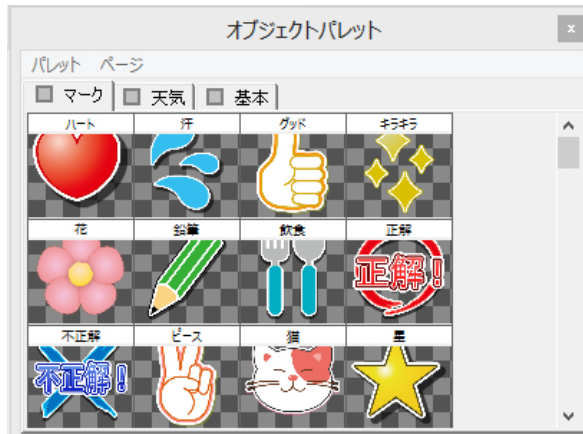 オブジェクトパレット
x
パレット ページ
マーク 天気 基本
ハート 汗 グッド キラキラ
花 鉛筆 飲食 正解
正解!
不正解 ピース 猫 星
不正解!